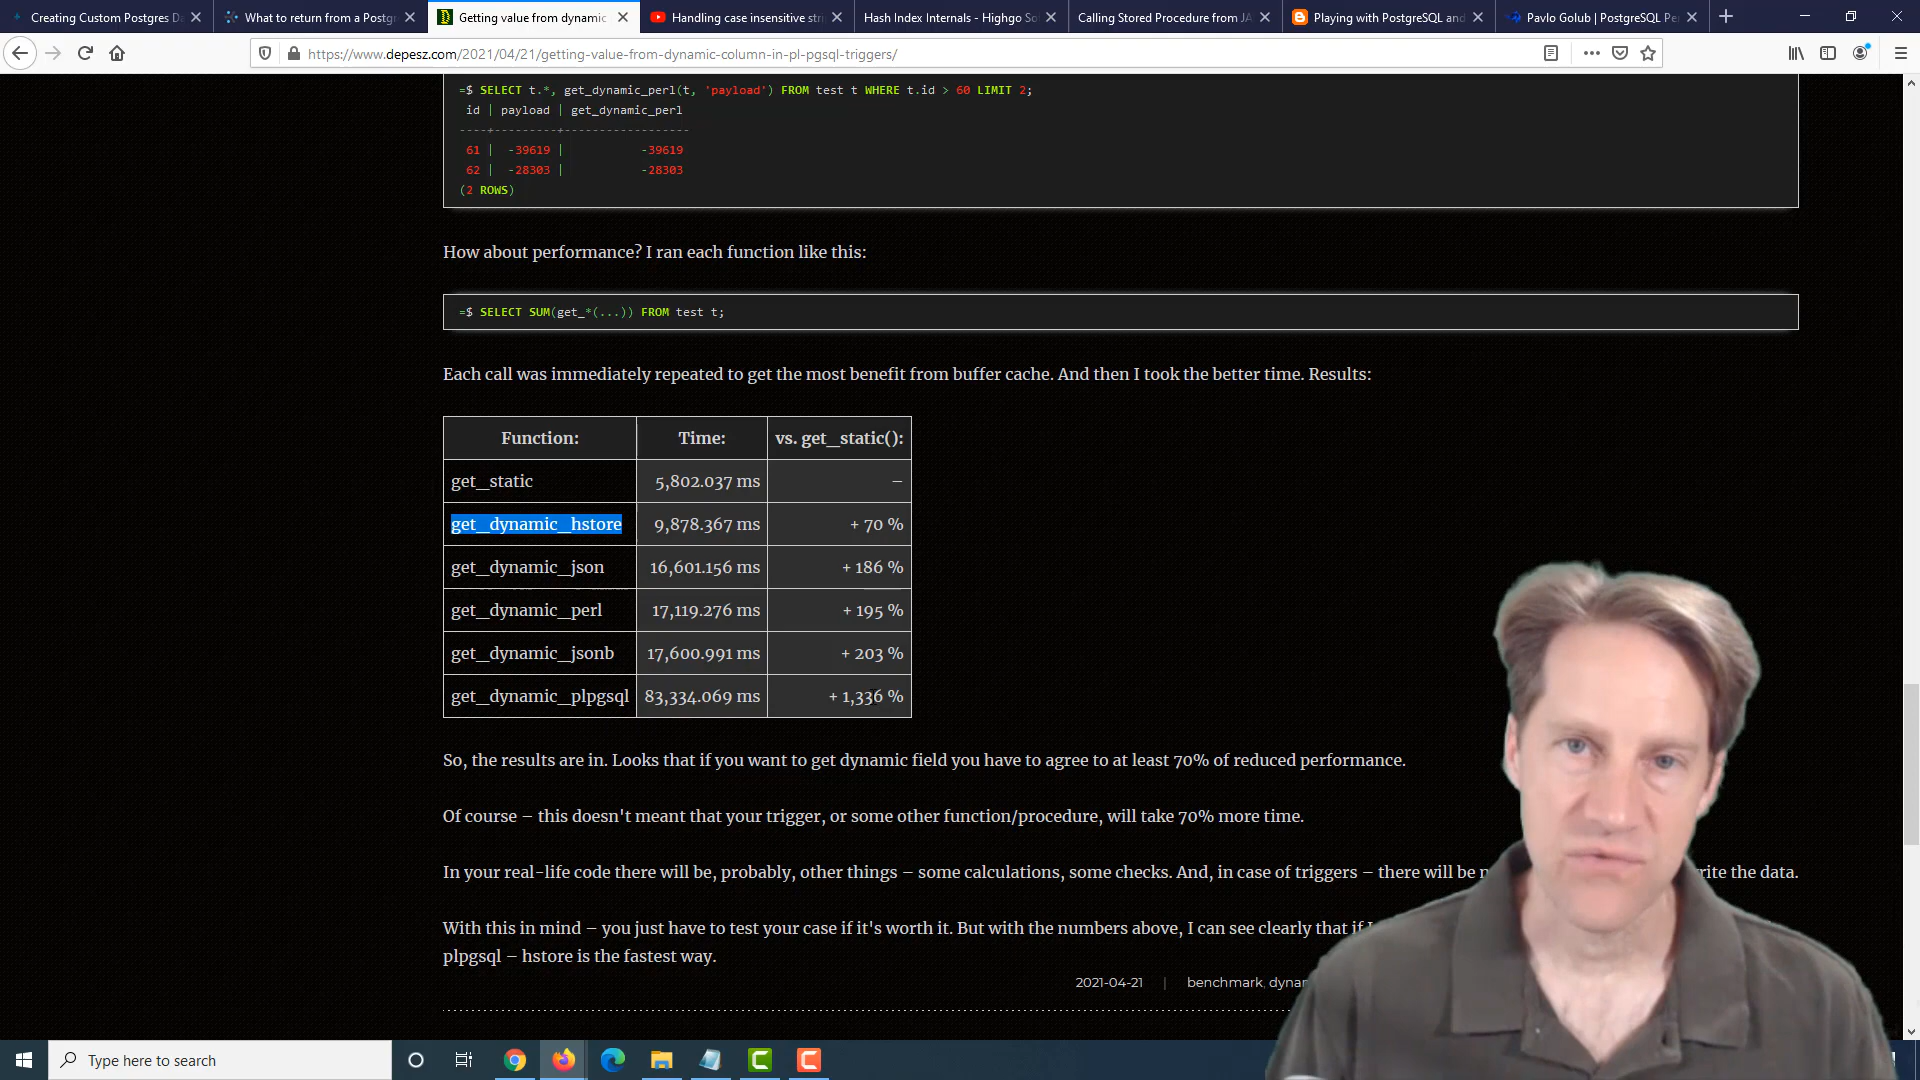 Creating Custom Postgres Da
What to return from a Postgr
Getting value from dynamic
Handling case insensitive stri
Hash Index Internals - Highgo So
Calling Stored Procedure from JA
Playing with PostgreSQL and
Pavlo Golub | PostgreSQL Pe
https://www.depesz.com/2021/04/21/getting-value-from-dynamic-column-in-pl-pgsql-triggers/
=$ SELECT t.*, get_dynamic_perl(t, 'payload') FROM test t WHERE t.id > 60 LIMIT 2;
id | payload | get_dynamic_perl
----+---------+------------------
61 | -39619 | -39619
62 | -28303 | -28303
(2 ROWS)
How about performance? I ran each function like this:
=$ SELECT SUM(get_*(...)) FROM test t;
Each call was immediately repeated to get the most benefit from buffer cache. And then I took the better time. Results:
Function: Time: vs. get_static():
get_static 5,802.037 ms –
get_dynamic_hstore 9,878.367 ms + 70 %
get_dynamic_json 16,601.156 ms + 186 %
get_dynamic_perl 17,119.276 ms + 195 %
get_dynamic_jsonb 17,600.991 ms + 203 %
get_dynamic_plpgsql 83,334.069 ms + 1,336 %
So, the results are in. Looks that if you want to get dynamic field you have to agree to at least 70% of reduced performance.
Of course – this doesn't meant that your trigger, or some other function/procedure, will take 70% more time.
In your real-life code there will be, probably, other things – some calculations, some checks. And, in case of triggers – there will be rite the data.
With this in mind – you just have to test your case if it's worth it. But with the numbers above, I can see clearly that if
plpgsql – hstore is the fastest way.
2021-04-21 | benchmark, dynam
Type here to search